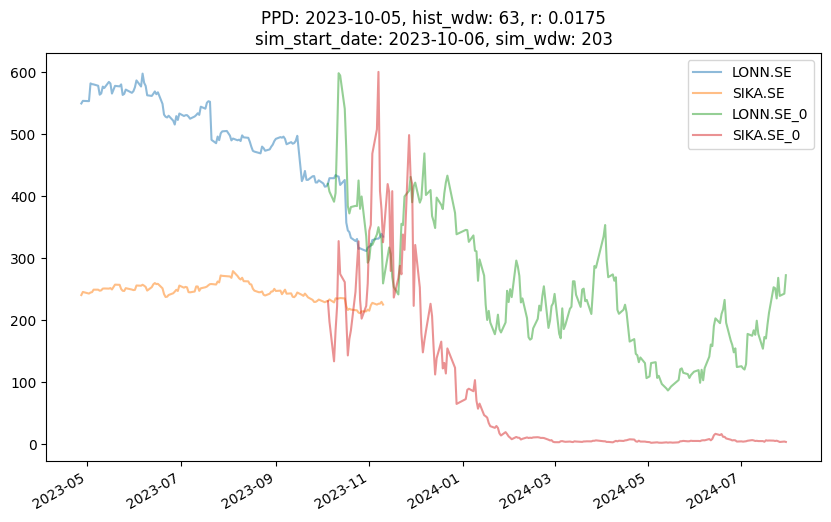 PPD: 2023-10-05, hist_wdw: 63, r: 0.0175
sim_start_date: 2023-10-06, sim_wdw: 203
LONN.SE
SIKA.SE
LONN.SE_0
SIKA.SE_0
600
500
400
300
200
100
0
2023-05
2023-07
2023-09
2023-11
2024-01
2024-03
2024-05
2024-07